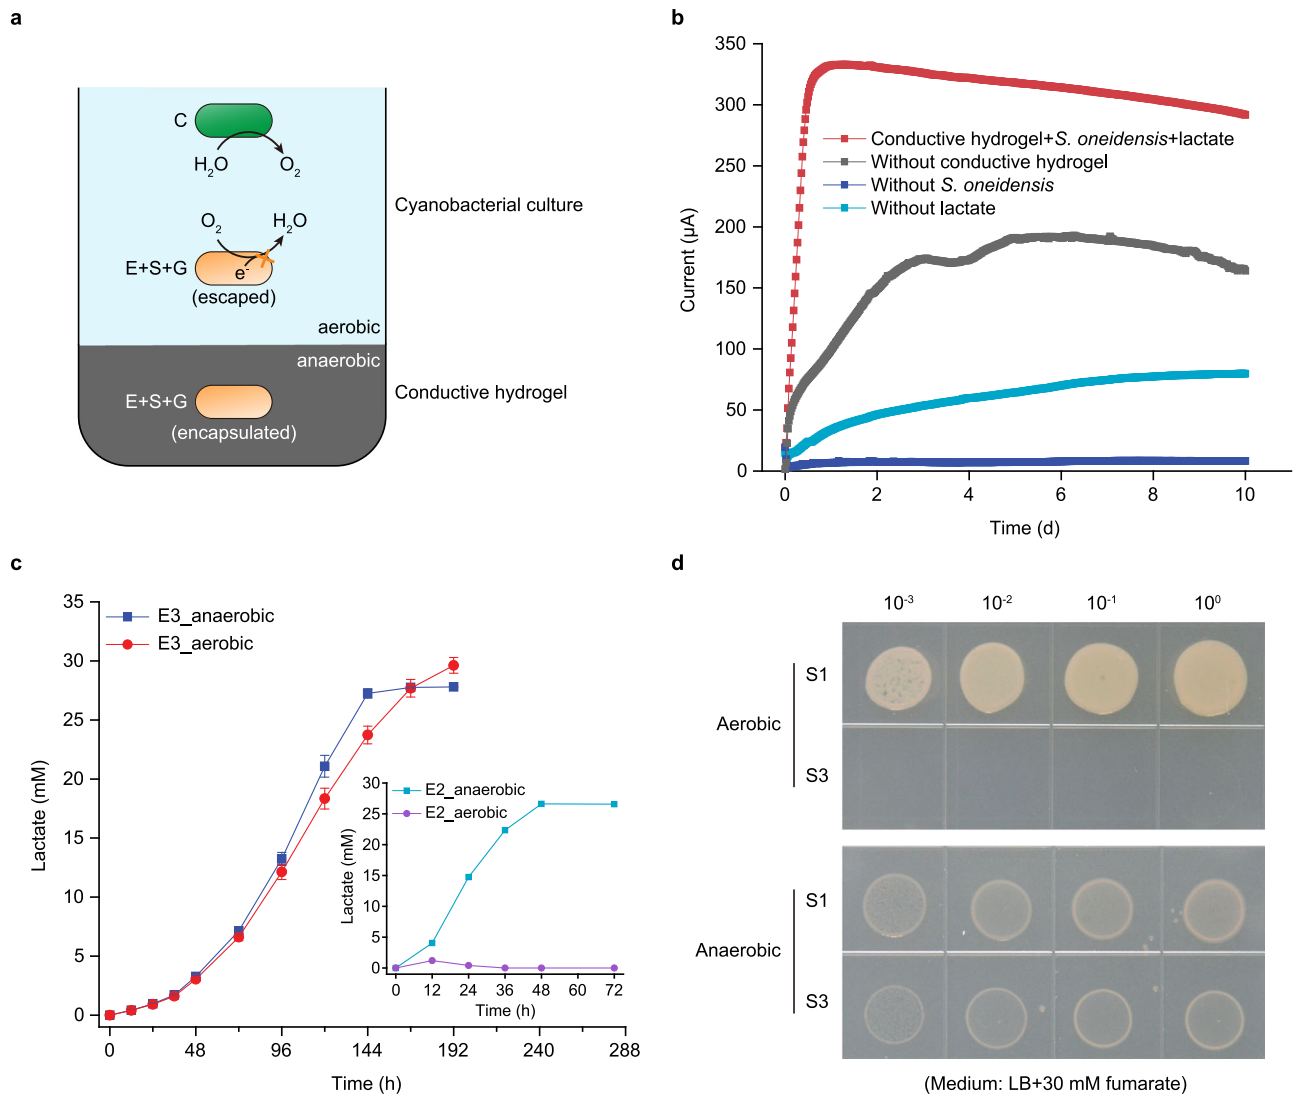 a
C
H2O
O2
O2
H2O
E+S+G
e-
(escaped)
aerobic
anaerobic
E+S+G
(encapsulated)
Cyanobacterial culture
Conductive hydrogel
b
350
300
250
200
150
100
50
0
Current (µA)
Conductive hydrogel+S. oneidensis+lactate
Without conductive hydrogel
Without S. oneidensis
Without lactate
0 2 4 6 8 10
Time (d)
c
35
30
25
20
15
10
5
0
Lactate (mM)
E3_anaerobic
E3_aerobic
0 48 96 144 192 240 288
Time (h)
30
25
20
15
10
5
0
Lactate (mM)
E2_anaerobic
E2_aerobic
0 12 24 36 48 60 72
Time (h)
d
10-3 10-2 10-1 100
Aerobic
S1
S3
Anaerobic
S1
S3
(Medium: LB+30 mM fumarate)